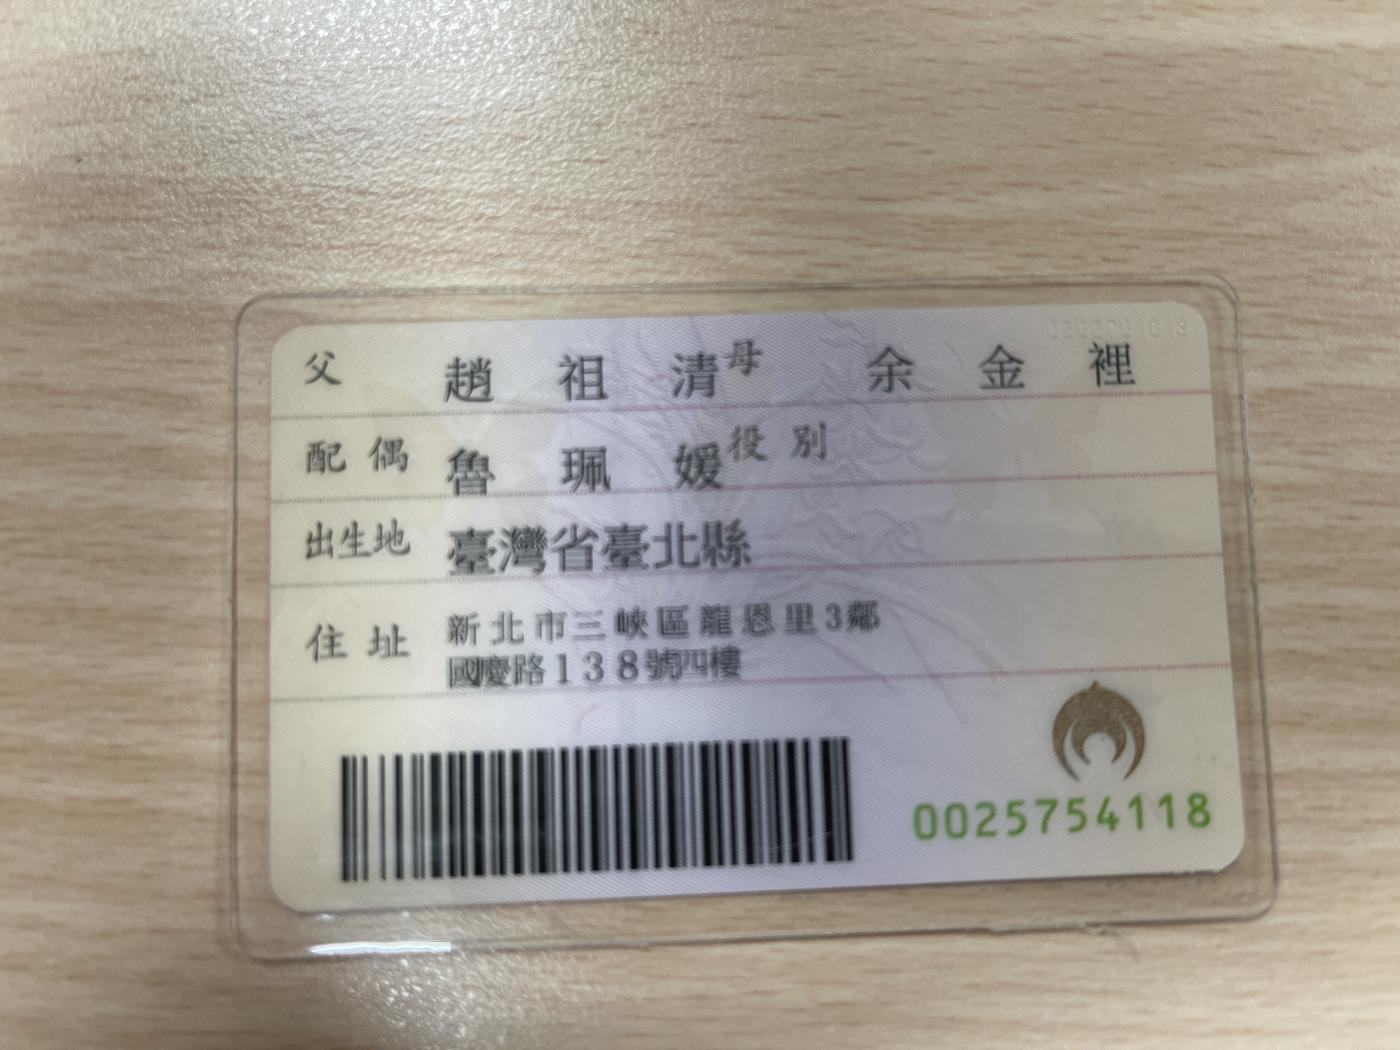 父 趙祖清 母 余金裡
配偶 魯珮媛 役別
出生地 臺灣省臺北縣
住址 新北市三峽區龍恩里3鄰
國慶路138號四樓
0025754118